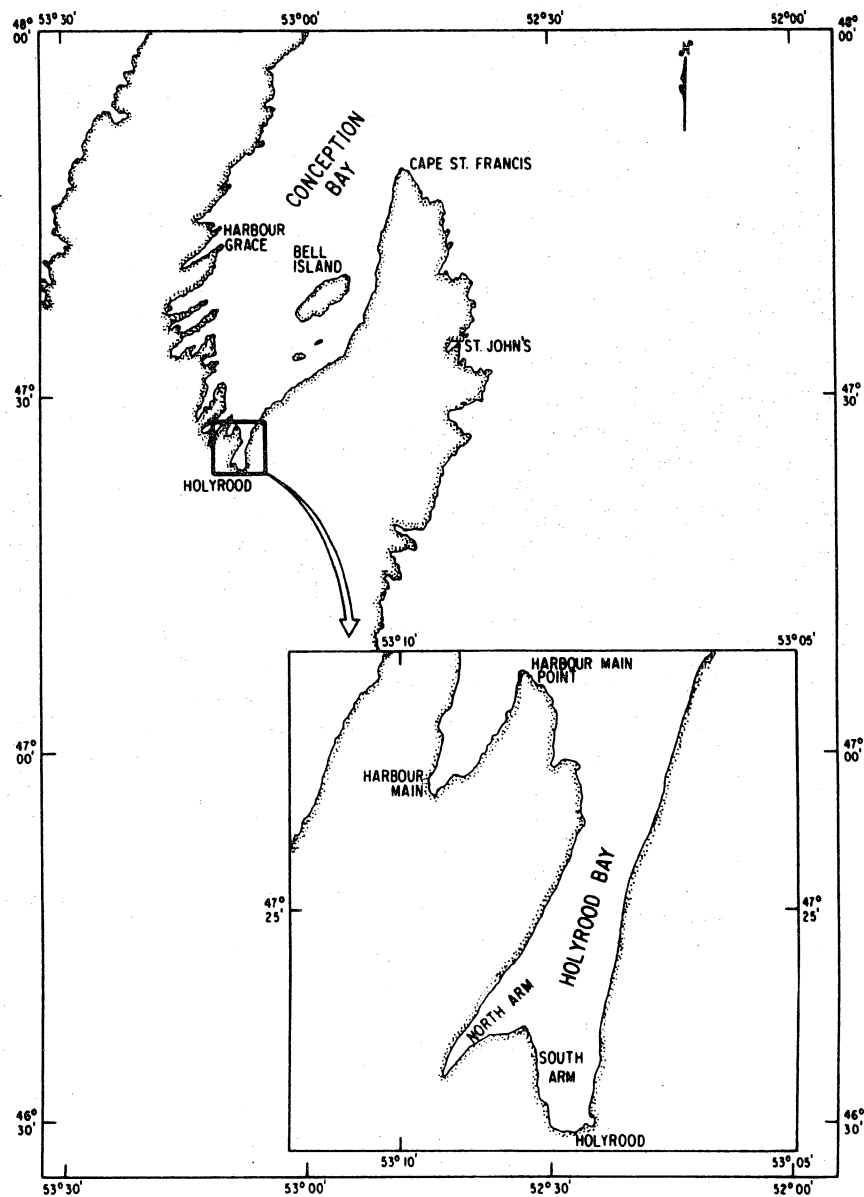 53° 30' 53° 00' 52° 30' 52° 00'
48°
00'
48°
00'
CONCEPTION
BAY
CAPE ST. FRANCIS
HARBOUR
GRACE
BELL
ISLAND
ST. JOHN'S
47°
30'
47°
30'
HOLYROOD
53° 10' 53° 05'
HARBOUR MAIN
POINT
47°
00'
47°
00'
HARBOUR
MAIN
HOLYROOD BAY
47°
25'
47°
25'
NORTH ARM
SOUTH
ARM
46°
30'
46°
30'
HOLYROOD
53° 10' 53° 05'
53° 30' 53° 00' 52° 30' 52° 00'